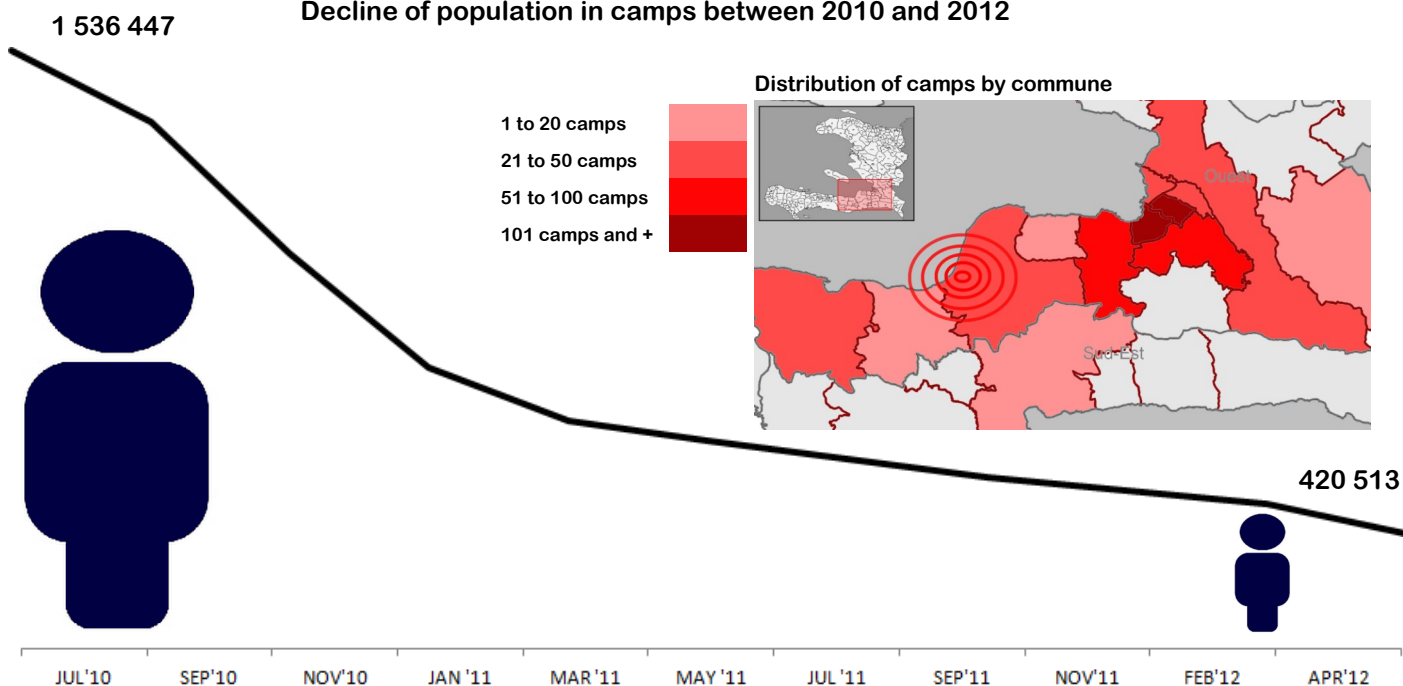 Decline of population in camps between 2010 and 2012
1 536 447
Distribution of camps by commune
1 to 20 camps
21 to 50 camps
51 to 100 camps
101 camps and +
Ouest
Sud-Est
420 513
JUL'10 SEP'10 NOV'10 JAN '11 MAR'11 MAY '11 JUL '11 SEP'11 NOV'11 FEB'12 APR'12